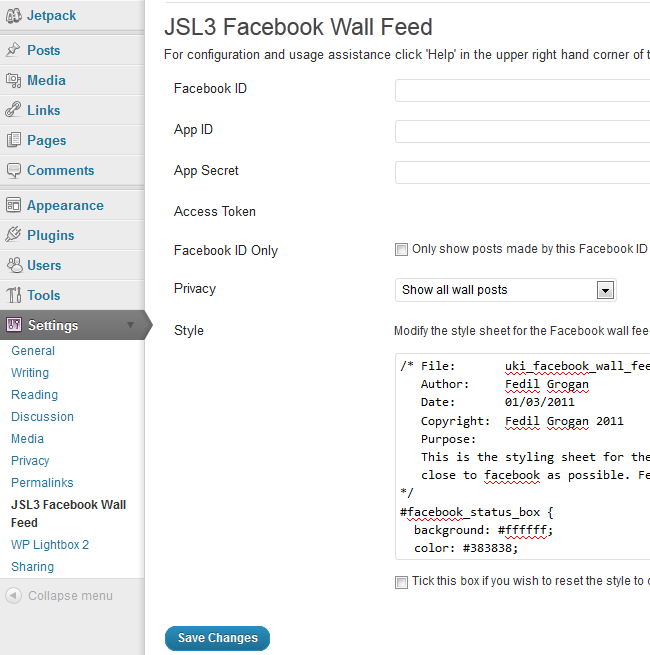 Jetpack
Posts
Media
Links
Pages
Comments
Appearance
Plugins
Users
Tools
Settings
General
Writing
Reading
Discussion
Media
Privacy
Permalinks
JSL3 Facebook Wall
Feed
WP Lightbox 2
Sharing
Collapse menu
JSL3 Facebook Wall Feed
For configuration and usage assistance click 'Help' in the upper right hand corner of
Facebook ID
App ID
App Secret
Access Token
Facebook ID Only
Only show posts made by this Facebook ID
Privacy
Show all wall posts
Style
Modify the style sheet for the Facebook wall
/* File: uki_facebook_wall_fee
Author: Fedil Grogan
Date: 01/03/2011
Copyright: Fedil Grogan 2011
Purpose:
This is the styling sheet for the
close to facebook as possible. Fe
*/
#facebook_status_box {
background: #ffffff;
color: #383838;
Tick this box if you wish to reset the style to
Save Changes